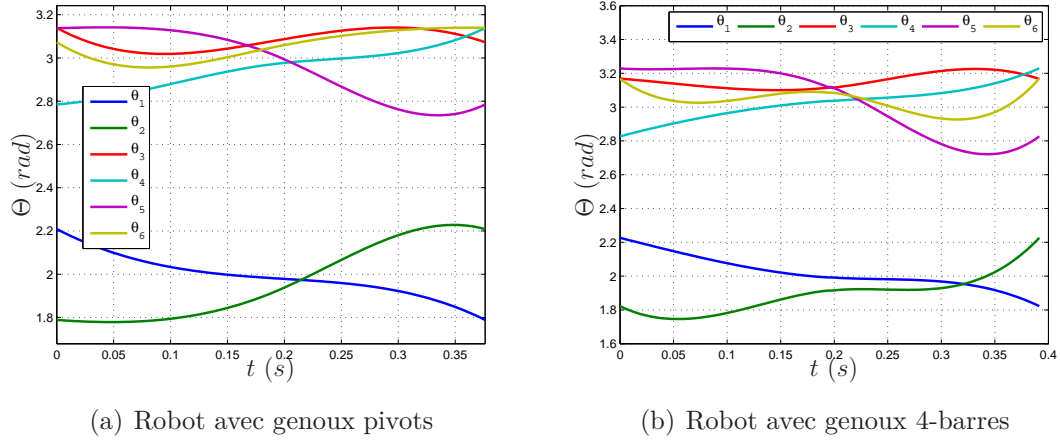 3.2
3
2.8
2.6
2.4
2.2
2
1.8
Θ (rad)
θ1
θ2
θ3
θ4
θ5
θ6
0 0.05 0.1 0.15 0.2 0.25 0.3 0.35
t (s)
(a) Robot avec genoux pivots
3.6
3.4
3.2
3
2.8
2.6
2.4
2.2
2
1.8
1.6
Θ (rad)
θ1 θ2 θ3 θ4 θ5 θ6
0 0.05 0.1 0.15 0.2 0.25 0.3 0.35 0.4
t (s)
(b) Robot avec genoux 4-barres